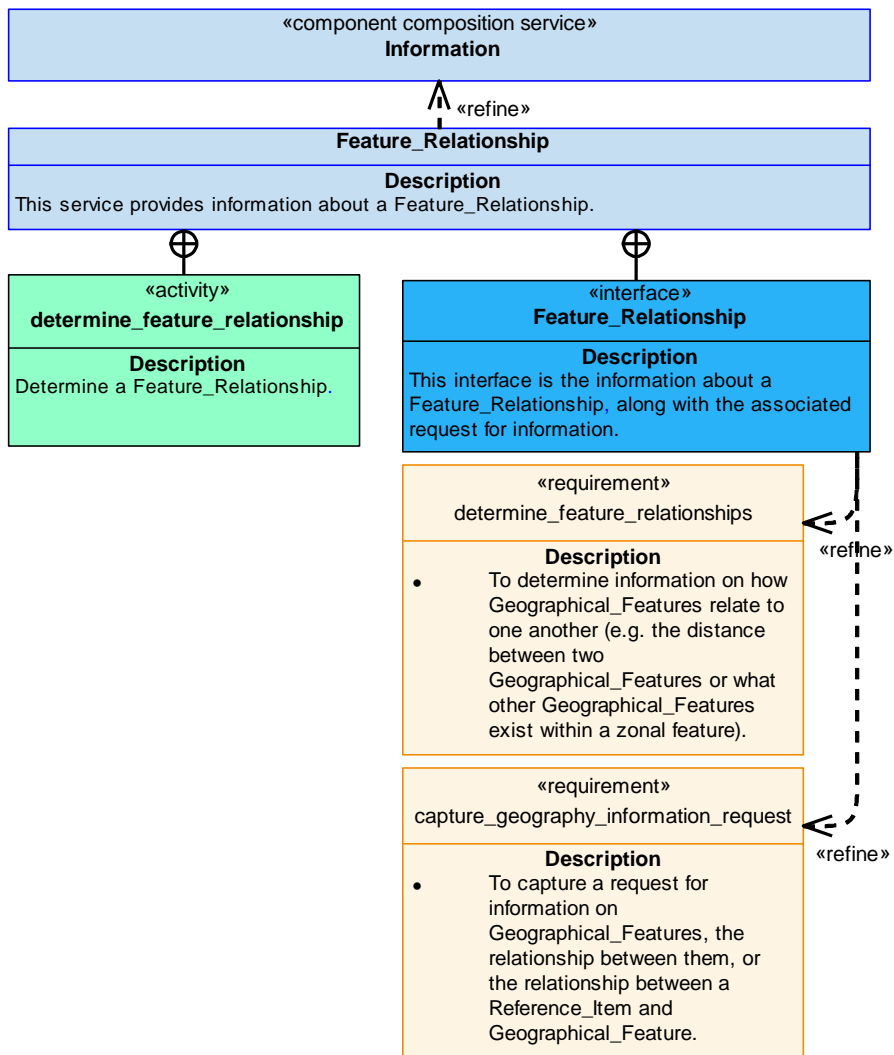 «component composition service»
Information
«refine»
Feature_Relationship
Description
This service provides information about a Feature_Relationship.
«activity»
determine_feature_relationship
Description
Determine a Feature_Relationship.
«interface»
Feature_Relationship
Description
This interface is the information about a
Feature_Relationship, along with the associated
request for information.
«requirement»
determine_feature_relationships
«refine»
Description
• To determine information on how
Geographical_Features relate to
one another (e.g. the distance
between two
Geographical_Features or what
other Geographical_Features
exist within a zonal feature).
«requirement»
capture_geography_information_request
«refine»
Description
• To capture a request for
information on
Geographical_Features, the
relationship between them, or
the relationship between a
Reference_Item and
Geographical_Feature.